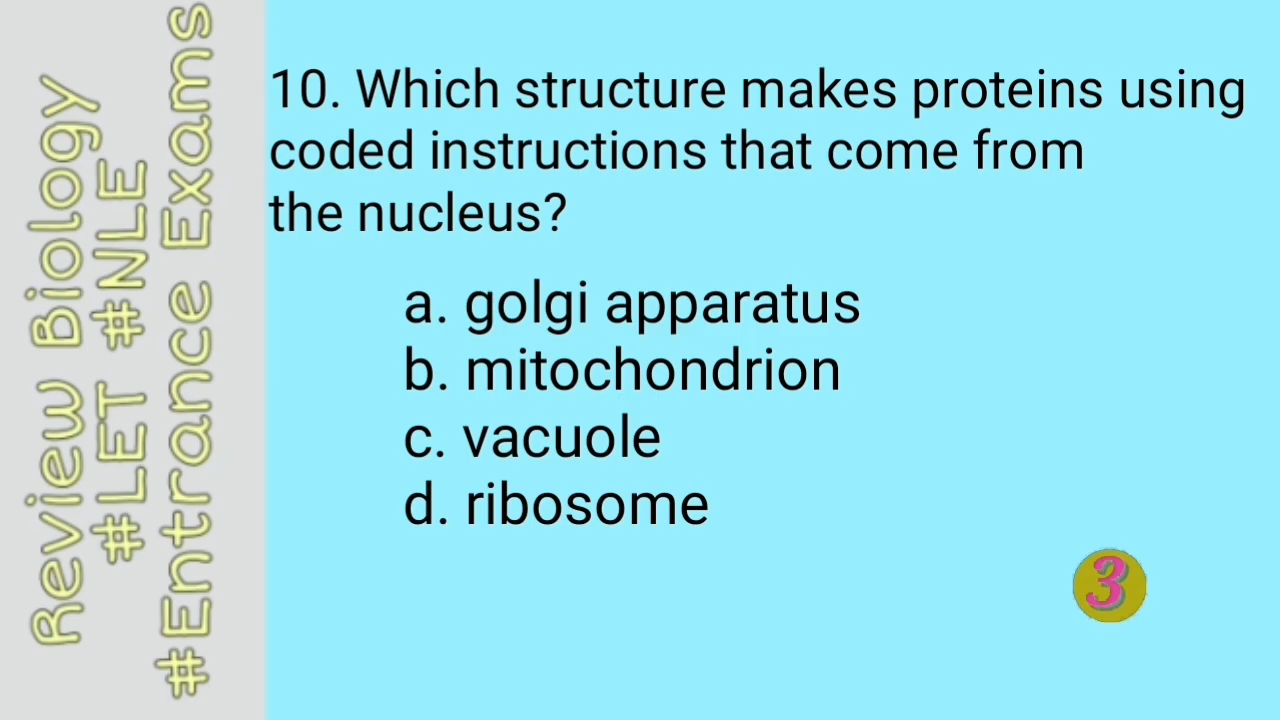 Review Biology
#LET #NLE
#Entrance Exams
10. Which structure makes proteins using
coded instructions that come from
the nucleus?
a. golgi apparatus
b. mitochondrion
c. vacuole
d. ribosome
3